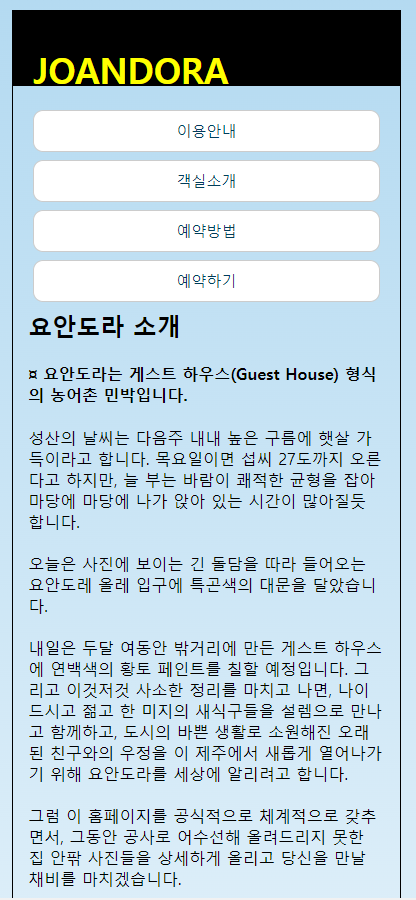 JOANDORA
이용안내
객실소개
예약방법
예약하기
요안도라 소개
¤ 요안도라는 게스트 하우스(Guest House) 형식
의 농어촌 민박입니다.
성산의 날씨는 다음주 내내 높은 구름에 햇살 가
득이라고 합니다. 목요일이면 섭씨 27도까지 오른
다고 하지만, 늘 부는 바람이 쾌적한 균형을 잡아
마당에 마당에 나가 앉아 있는 시간이 많아질듯
합니다.
오늘은 사진에 보이는 긴 돌담을 따라 들어오는
요안도레 올레 입구에 특곤색의 대문을 달았습니
다.
내일은 두달 여동안 밖거리에 만든 게스트 하우스
에 연백색의 황토 페인트를 칠할 예정입니다. 그
리고 이것저것 사소한 정리를 마치고 나면, 나이
드시고 젊고 한 미지의 새식구들을 설렘으로 만나
고 함께하고, 도시의 바쁜 생활로 소원해진 오래
된 친구와의 우정을 이 제주에서 새롭게 열어나가
기 위해 요안도라를 세상에 알리려고 합니다.
그럼 이 홈페이지를 공식적으로 체계적으로 갖추
면서, 그동안 공사로 어수선해 올려드리지 못한
집 안팎 사진들을 상세하게 올리고 당신을 만날
채비를 마치겠습니다.